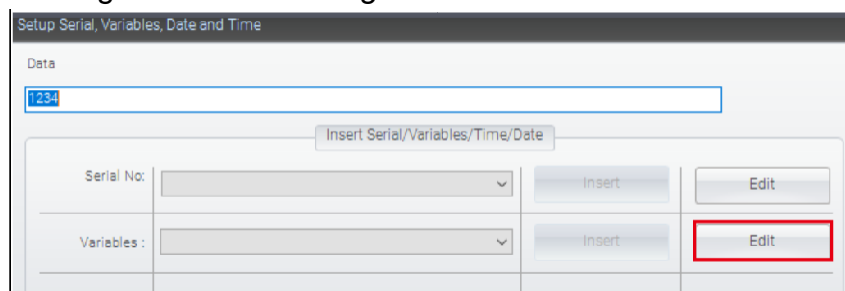 Setup Serial, Variables, Date and Time
Data
1234
Insert Serial/Variables/Time/Date
Serial No: Insert Edit
Variables : Insert Edit